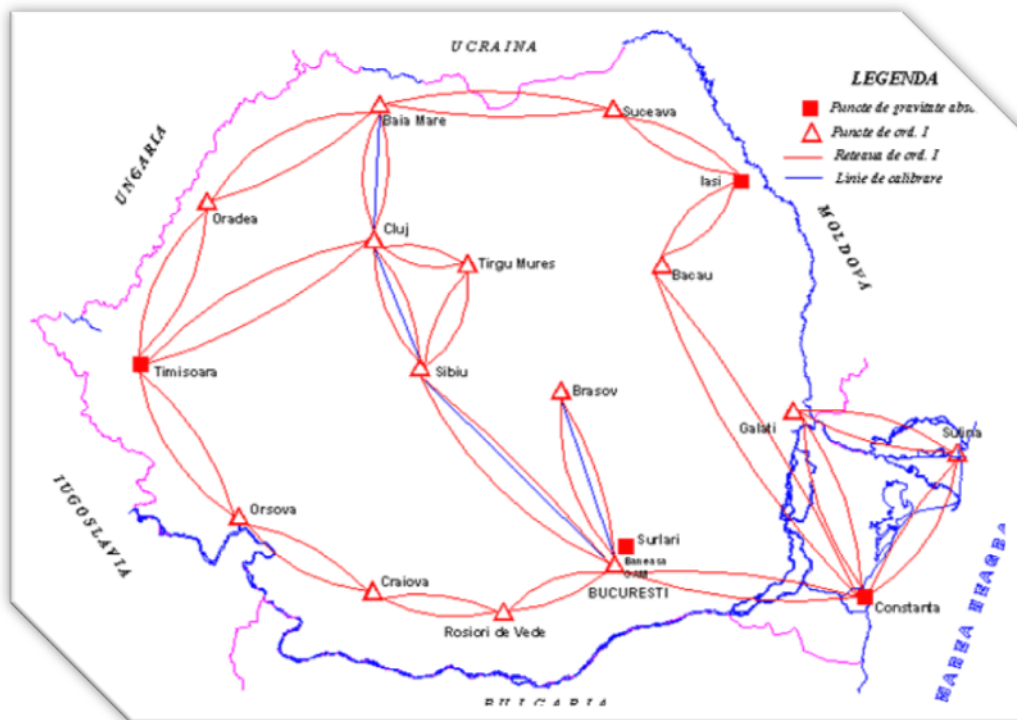 UCRAINA
LEGENDA
Puncte de gravitate abs.
Puncte de ord. I
Reteaua de ord. I
Linie de calibrare
UNGARIA
MOLDOVA
Baia Mare
Suceava
Iasi
Oradea
Cluj
Tirgu Mures
Bacau
Timisoara
Sibiu
Brasov
Galati
Sulina
IUGOSLAVIA
Orsova
Surlari
Baneasa
BUCURESTI
Craiova
Constanta
Rosiori de Vede
MAREA NEAGRA
BULGARIA